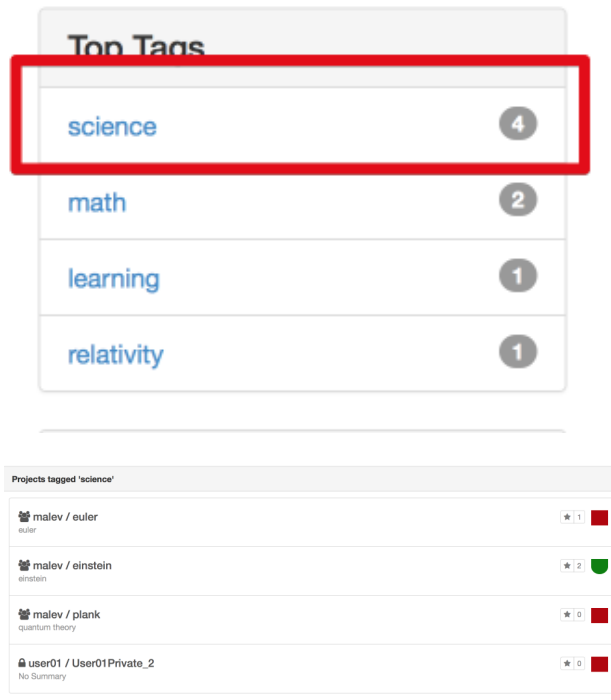 Top Tags
science 4
math 2
learning 1
relativity 1
Projects tagged 'science'
malev / euler 1
euler
malev / einstein 2
einstein
malev / plank 0
quantum theory
user01 / User01Private_2 0
No Summary